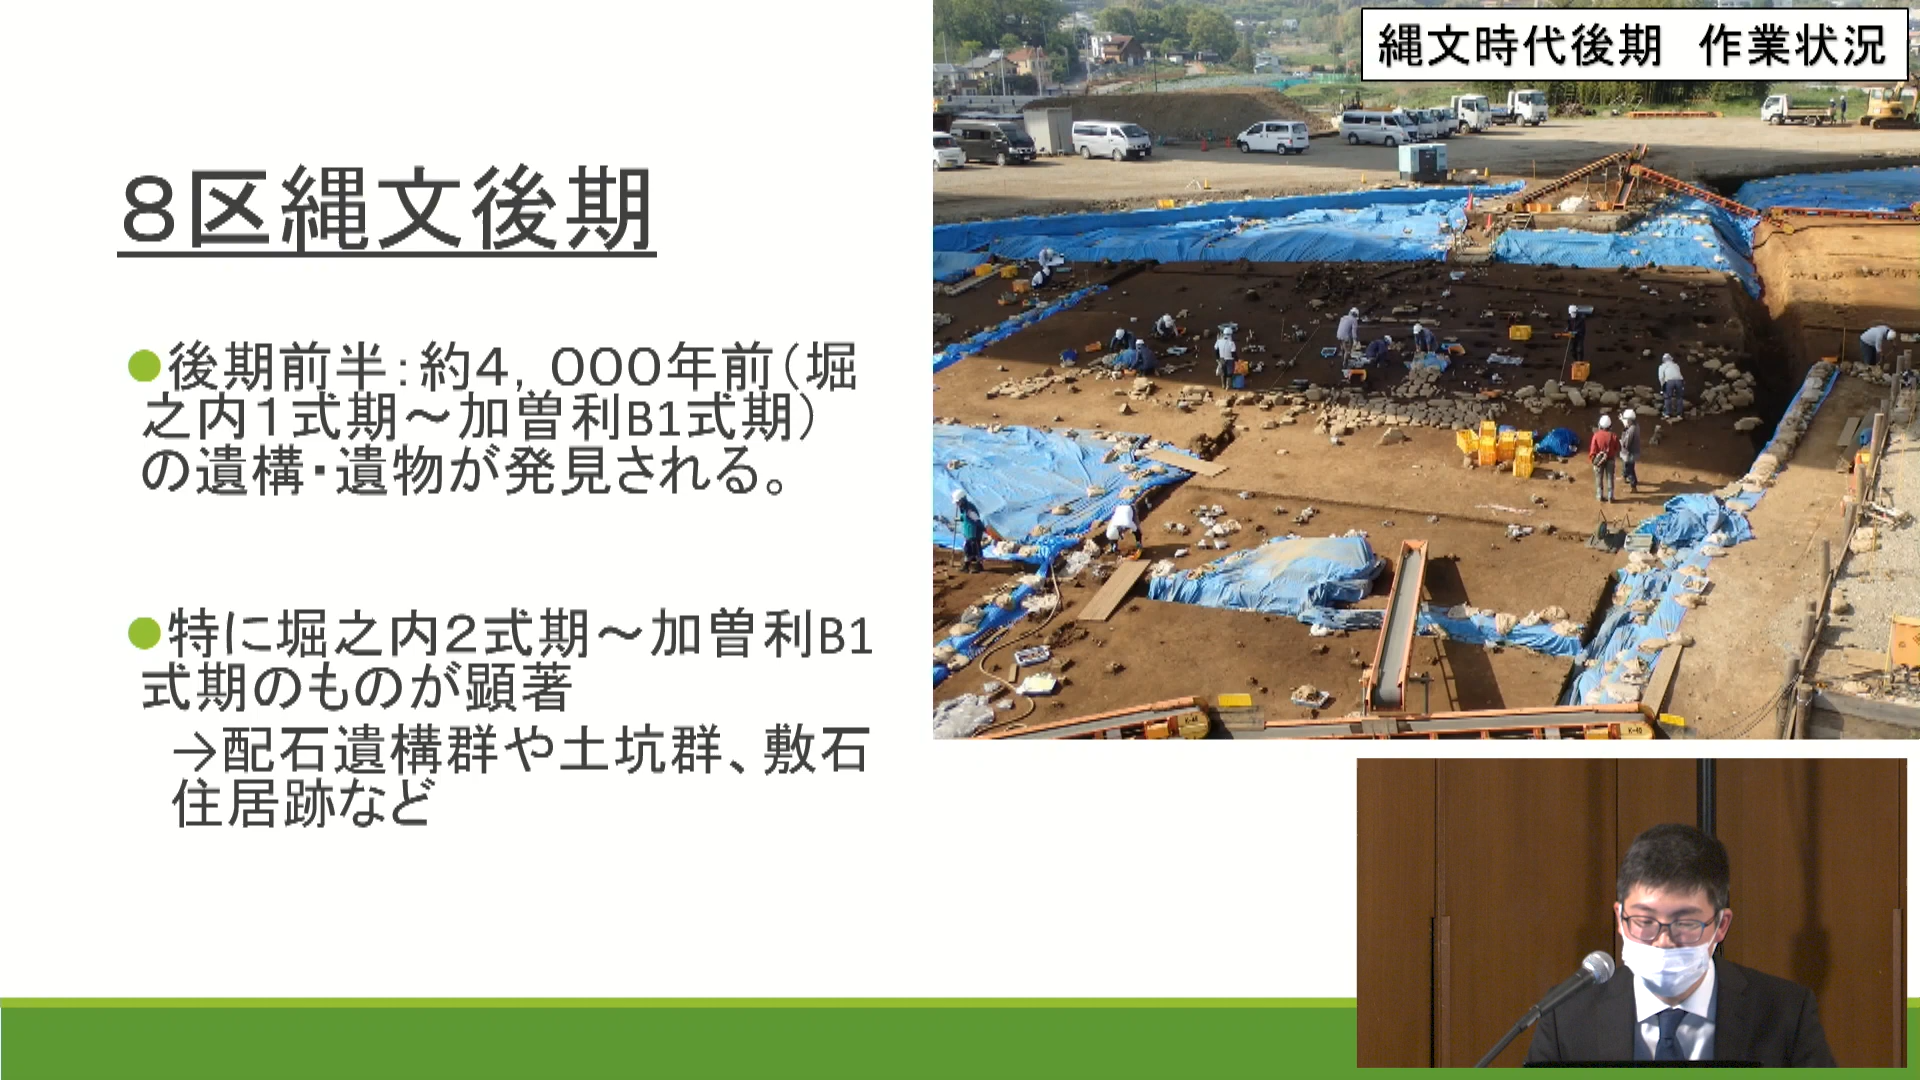 縄文時代後期　作業状況
８区縄文後期
●後期前半：約４，０００年前（堀
之内１式期～加曽利B1式期）
の遺構・遺物が発見される。
●特に堀之内２式期～加曽利B1
式期のものが顕著
→配石遺構群や土坑群、敷石
住居跡など